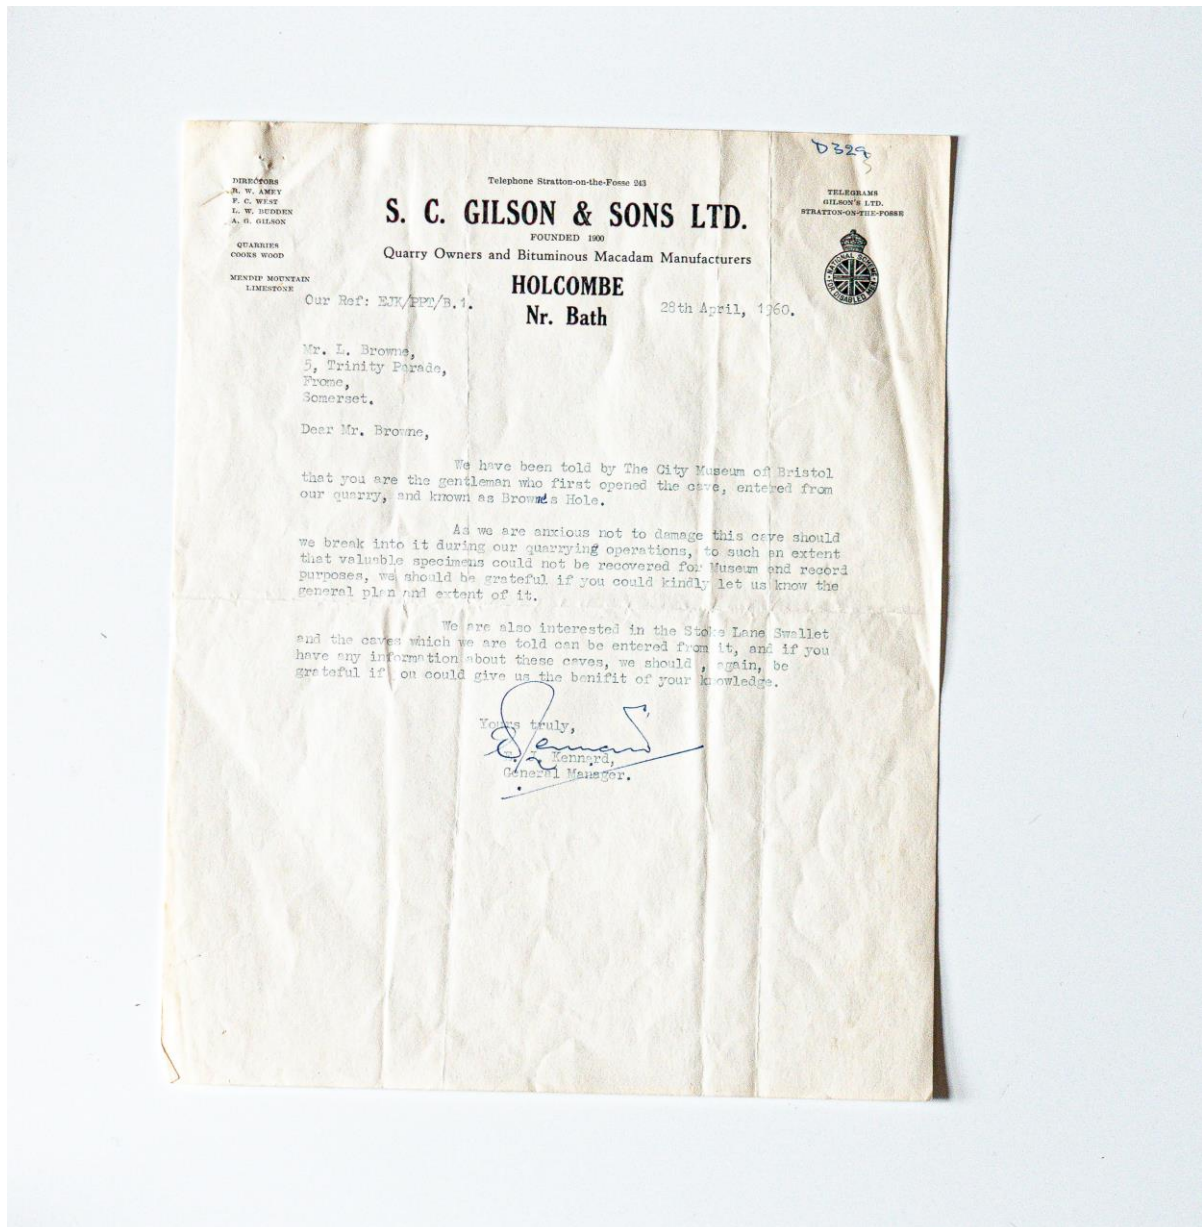 D329
DIRECTORS
R. W. AMEY
F. C. WEST
L. W. BUDDEN
A. G. GILSON
QUARRIES
COOKS WOOD
MENDIP MOUNTAIN
LIMESTONE
Telephone Stratton-on-the-Fosse 243
S. C. GILSON & SONS LTD.
FOUNDED 1900
Quarry Owners and Bituminous Macadam Manufacturers
HOLCOMBE
Nr. Bath
TELEGRAMS
GILSON'S LTD.
STRATTON-ON-THE-FOSSE
NATIONAL SCHEME
FOR DISABLED MEN
Our Ref: EJK/PPT/B.1.
28th April, 1960.
Mr. L. Browne,
5, Trinity Parade,
Frome,
Somerset.
Dear Mr. Browne,
We have been told by The City Museum of Bristol
that you are the gentleman who first opened the cave, entered from
our quarry, and known as Browne's Hole.
As we are anxious not to damage this cave should
we break into it during our quarrying operations, to such an extent
that valuable specimens could not be recovered for Museum and record
purposes, we should be grateful if you could kindly let us know the
general plan and extent of it.
We are also interested in the Stoke Lane Swallet
and the caves which we are told can be entered from it, and if you
have any information about these caves, we should , again, be
grateful if ou could give us the benifit of your knowledge.
Yours truly,
Kennard,
General Manager.